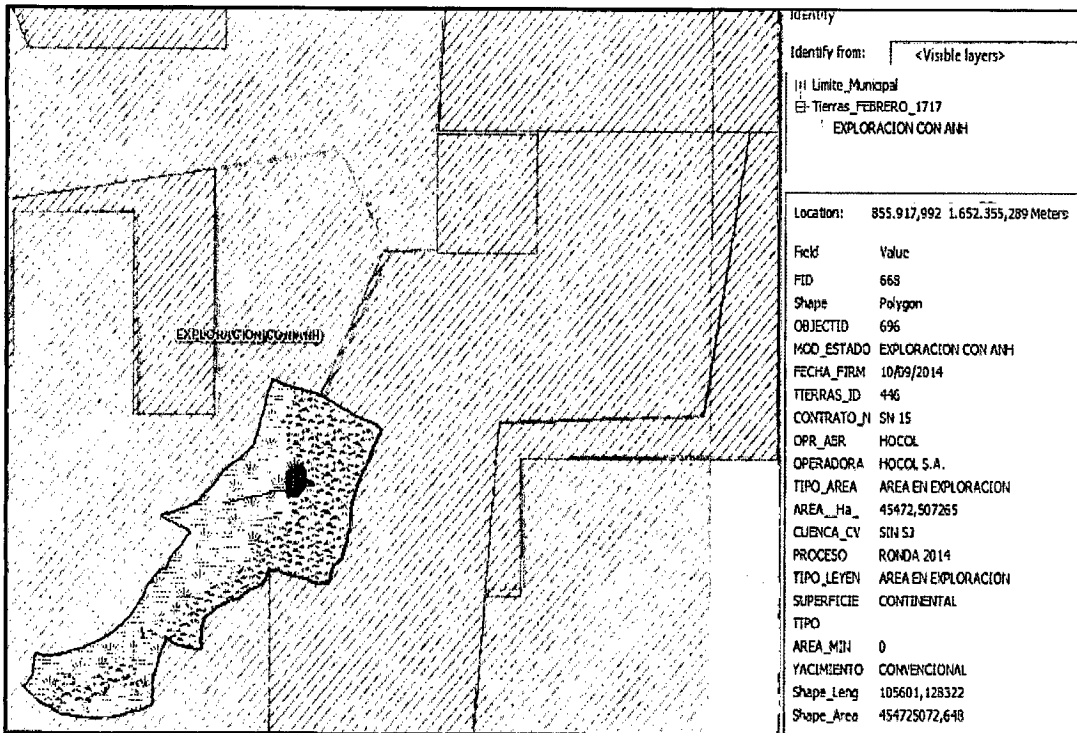 EXPLORACION CON ANH
Identify
Identify from: <Visible layers>
Limite_Municipal
Tierras_FEBRERO_1717
EXPLORACION CON ANH
Location: 855.917,992 1.652.355,289 Meters
Field Value
FID 668
Shape Polygon
OBJECTID 696
MOD_ESTADO EXPLORACION CON ANH
FECHA_FIRM 10/09/2014
TIERRAS_ID 446
CONTRATO_N SN 15
OPR_ABR HOCOL
OPERADORA HOCOL S.A.
TIPO_AREA AREA EN EXPLORACION
AREA__Ha_ 45472,507265
CUENCA_CV SIN SJ
PROCESO RONDA 2014
TIPO_LEYEN AREA EN EXPLORACION
SUPERFICIE CONTINENTAL
TIPO
AREA_MIN 0
YACIMIENTO CONVENCIONAL
Shape_Leng 105601,128322
Shape_Area 454725072,648